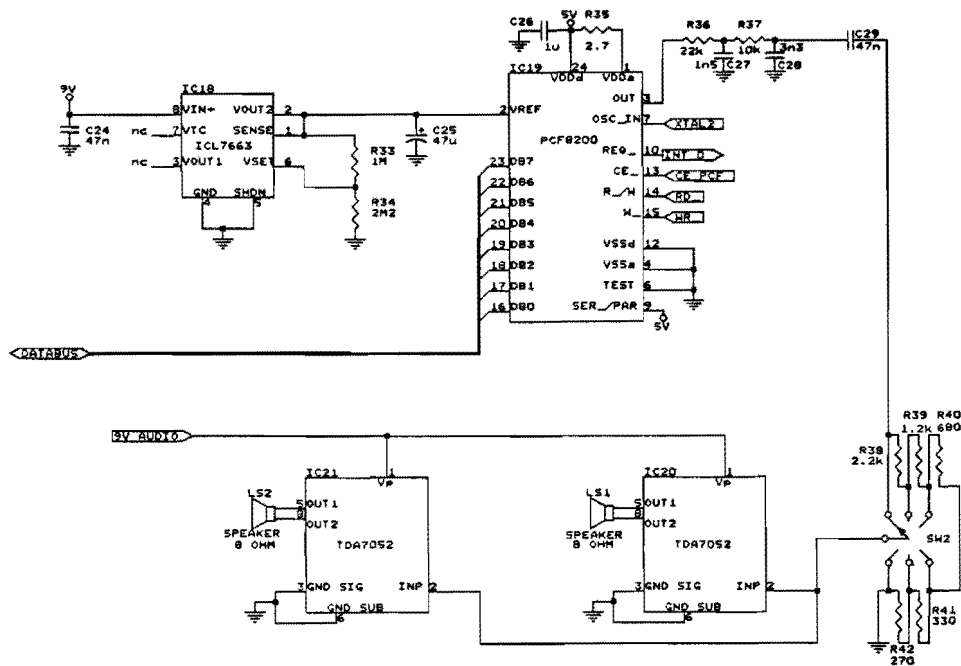 C26
1u
5V
R35
2.7
R36
22k
1n5
C27
R37
10k
3n3
C28
C29
47n
9V
C24
47n
IC18
8 VIN+ VOUT2 2
nc 7 VTC SENSE 1
ICL7663
nc 3 VOUT1 VSET 6
GND SHDN
4 5
R33
1M
R34
2M2
C25
47u
IC19
24 1
VDDd VDDa
2 VREF
OUT 3
OSC_IN 7 XTAL2
PCF8200
REQ_ 10 INT_D
23 DB7 CE_ 13 CE_PCF
22 DB6 R_/W 14 RD_
21 DB5 W_ 15 WR_
20 DB4
19 DB3 VSSd 12
18 DB2 VSSa 4
17 DB1 TEST 6
16 DB0 SER_/PAR 9
5V
DATABUS
9V AUDIO
IC21
1
Vp
LS2
5 OUT1
8 OUT2
SPEAKER
8 OHM
TDA7052
3 GND SIG INP 2
GND SUB
6
IC20
1
Vp
LS1
5 OUT1
8 OUT2
SPEAKER
8 OHM
TDA7052
3 GND SIG INP 2
GND SUB
6
R39 R40
1.2k 680
R38
2.2k
SW2
R41
330
R42
270